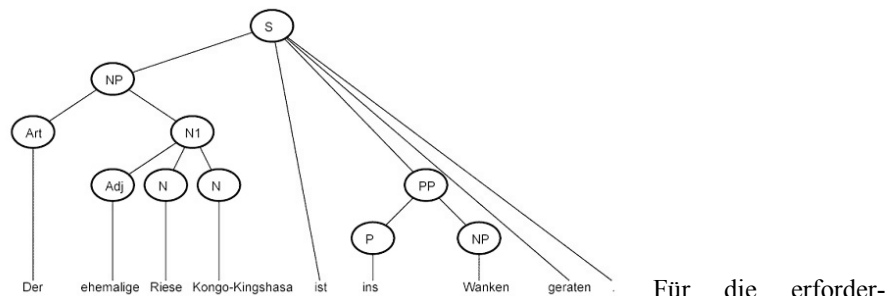 S
NP
Art N1
Adj N N PP
P NP
Der ehemalige Riese Kongo-Kingshasa ist ins Wanken geraten . Für die erforder-